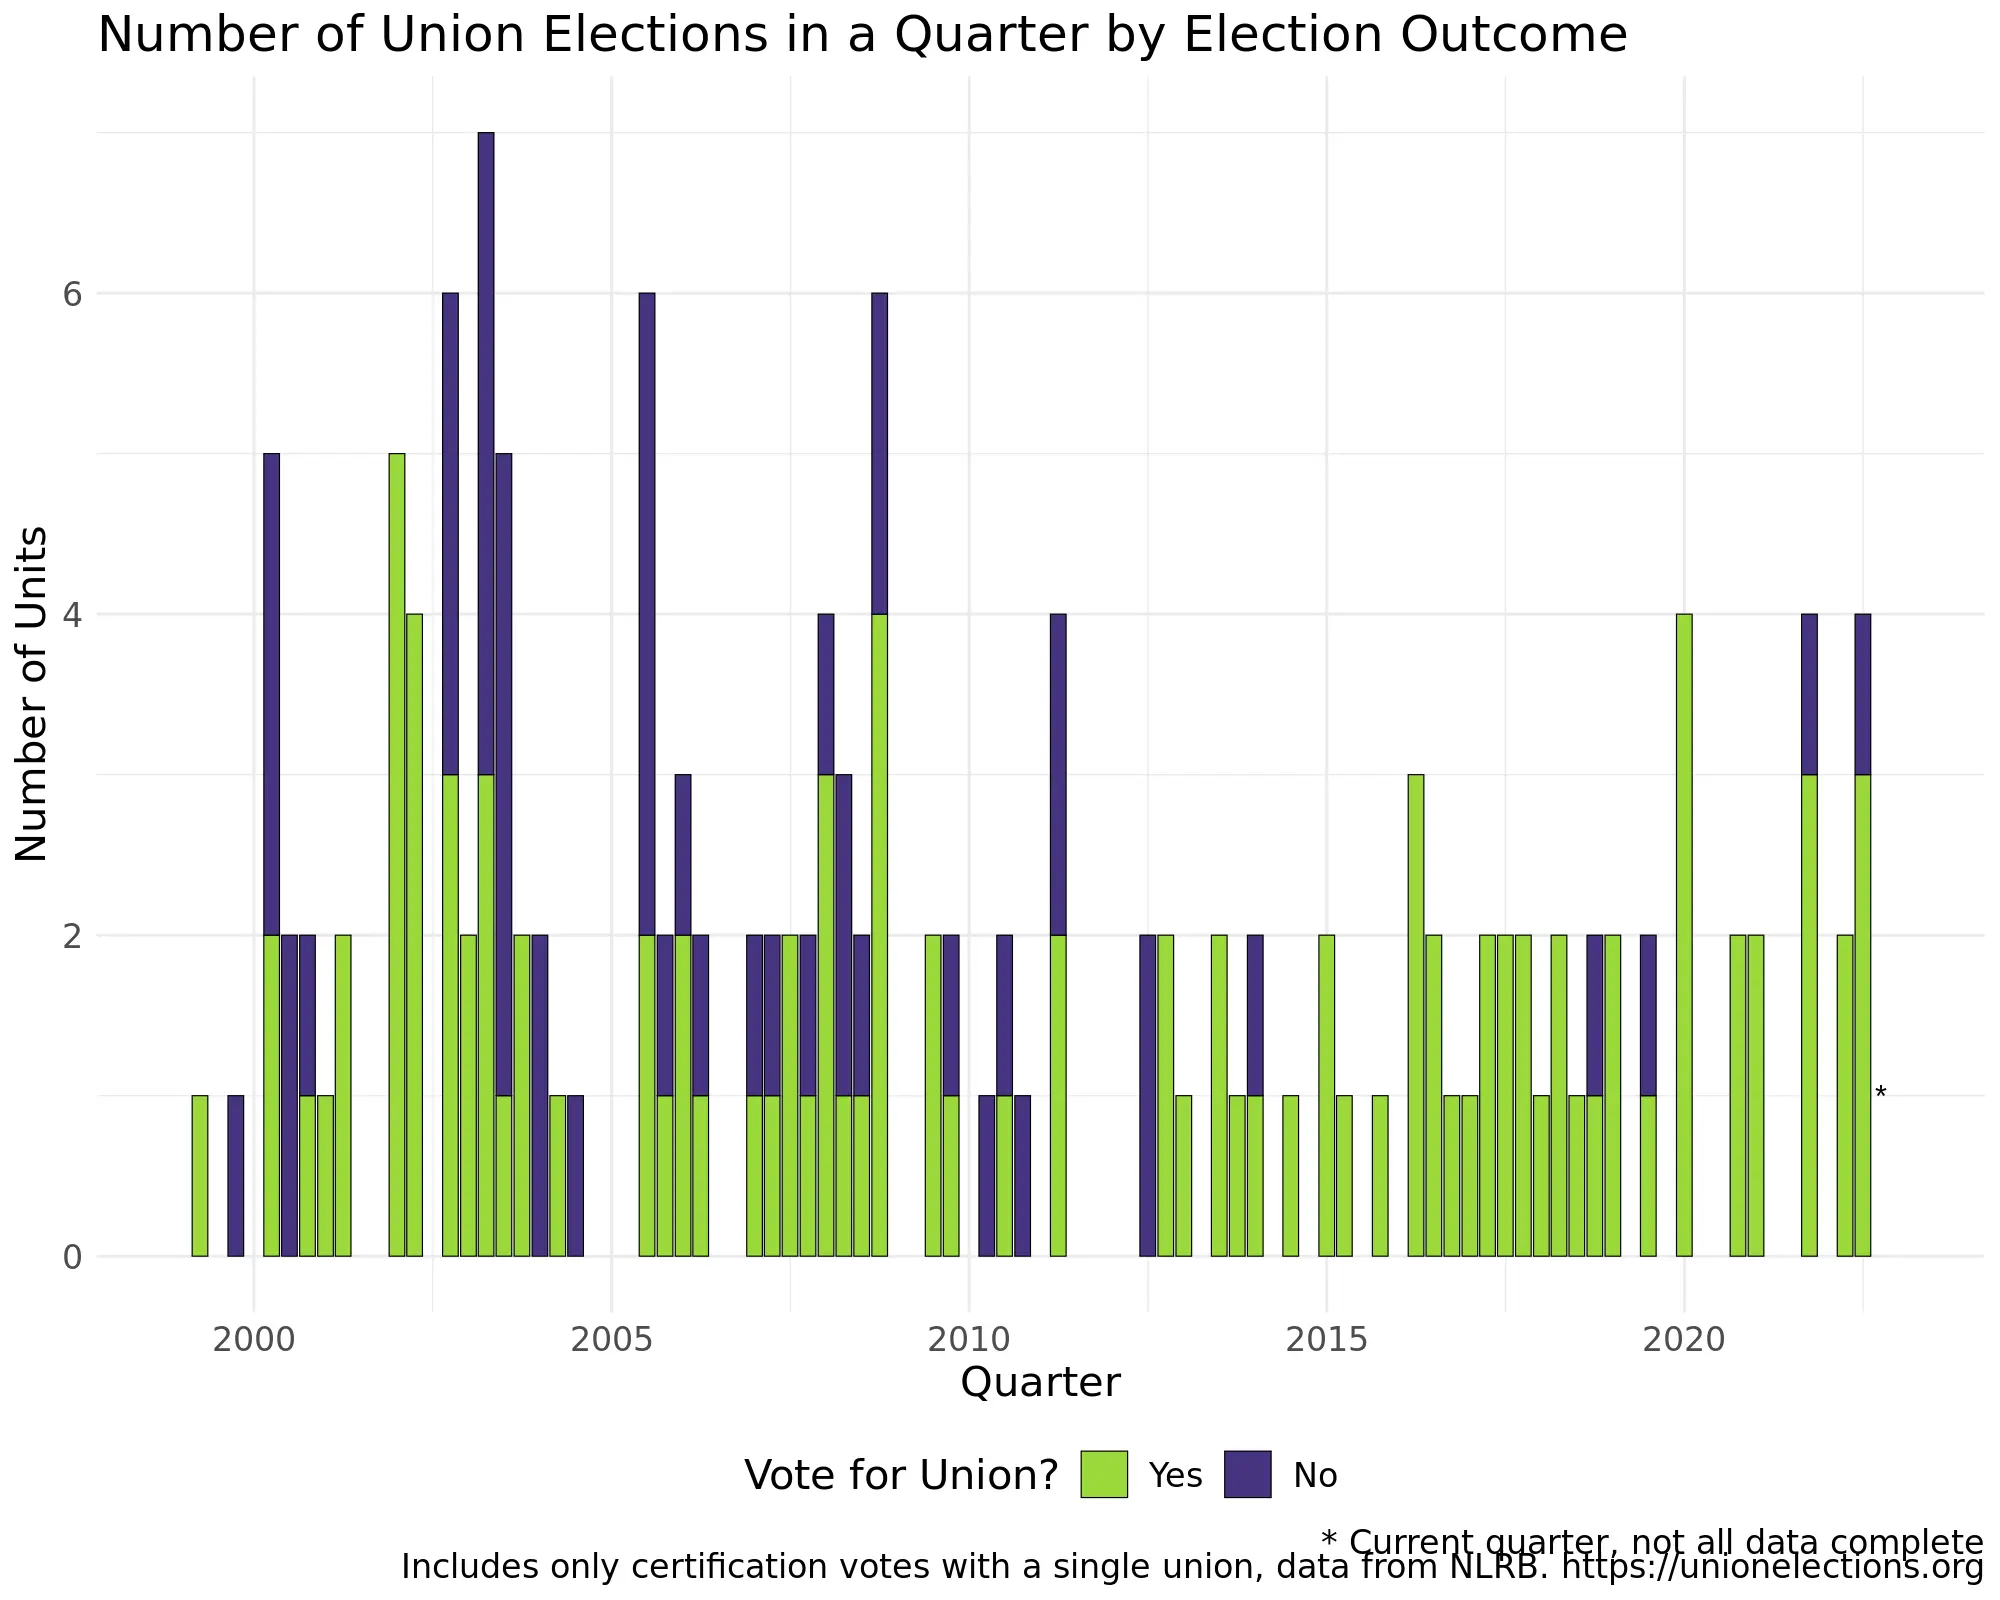 Number of Union Elections in a Quarter by Election Outcome
Number of Units
6
4
2
0
*
2000 2005 2010 2015 2020
Quarter
Vote for Union? Yes No
* Current quarter, not all data complete
Includes only certification votes with a single union, data from NLRB. https://unionelections.org